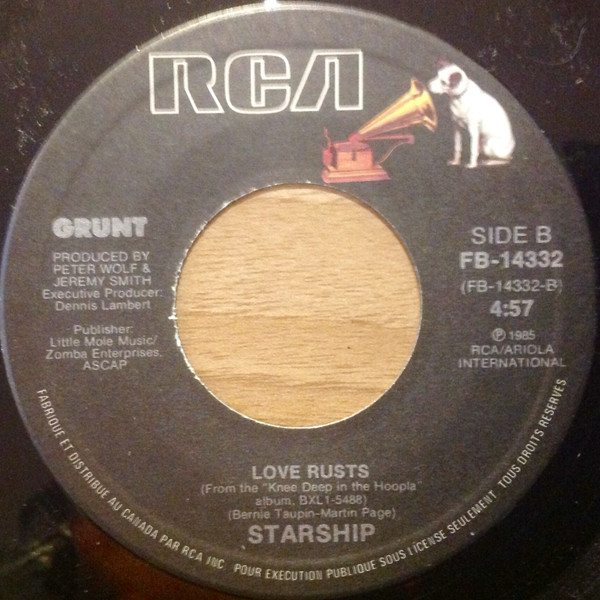 RCA
GRUNT
PRODUCED BY
PETER WOLF &
JEREMY SMITH
Executive Producer:
Dennis Lambert
Publisher:
Little Mole Music/
Zomba Enterprises,
ASCAP
SIDE B
FB-14332
(FB-14332-B)
4:57
℗ 1985
RCA/ARIOLA
INTERNATIONAL
LOVE RUSTS
(From the "Knee Deep in the Hoopla"
album, BXL1-5488)
(Bernie Taupin-Martin Page)
STARSHIP
FABRIQUE ET DISTRIBUE AU CANADA PAR RCA INC POUR EXECUTION PUBLIQUE SOUS LICENSE SEULEMENT TOUS DROITS RESERVES